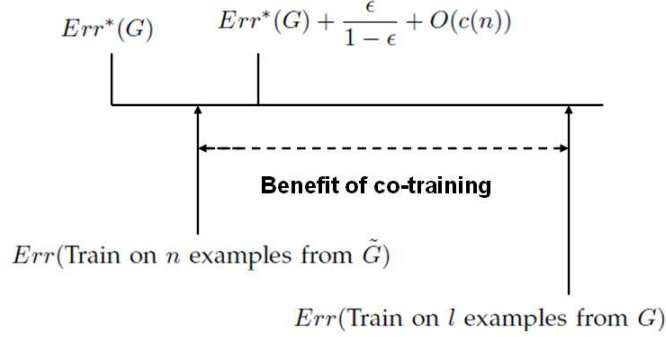 Err*(G)
Err*(G) + ϵ/(1 − ϵ) + O(c(n))
Benefit of co-training
Err(Train on n examples from G̃)
Err(Train on l examples from G)